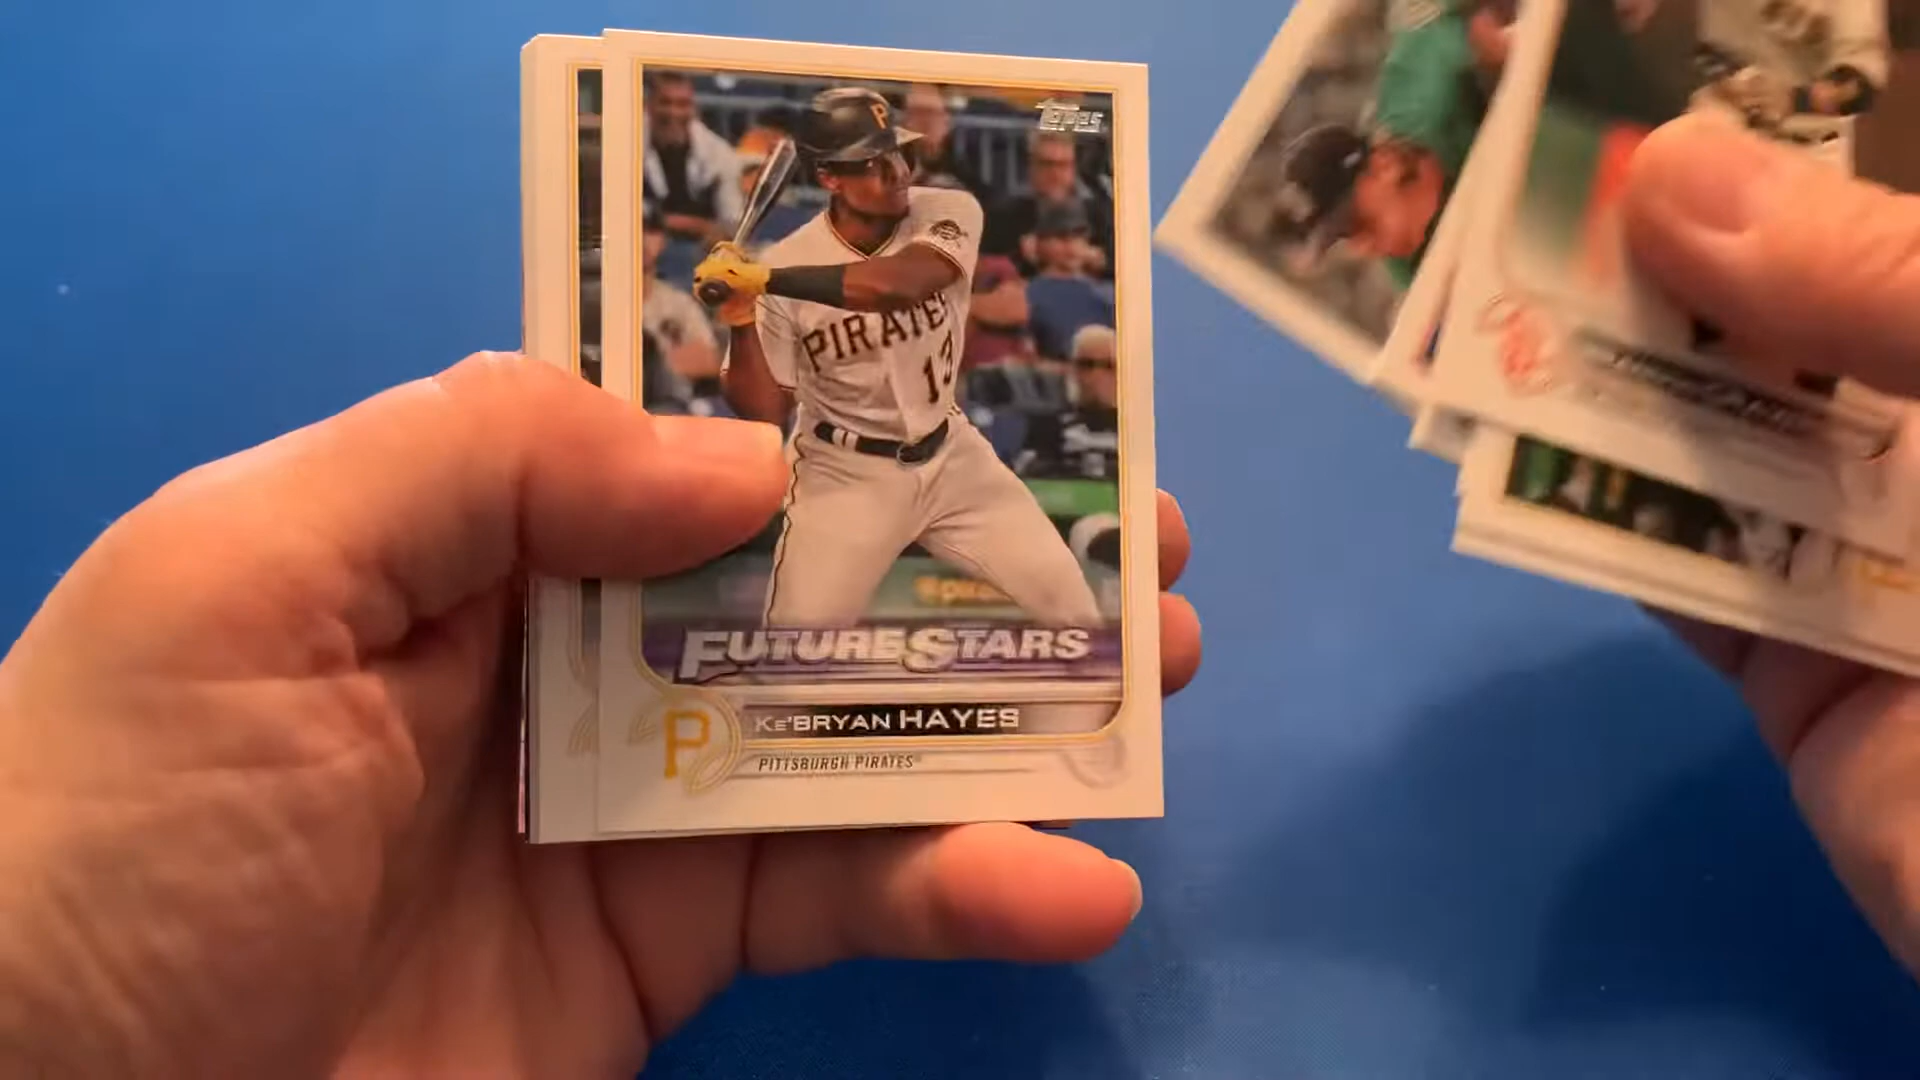 Topps
P
PIRATES
13
FUTURE STARS
P
KE'BRYAN HAYES
PITTSBURGH PIRATES